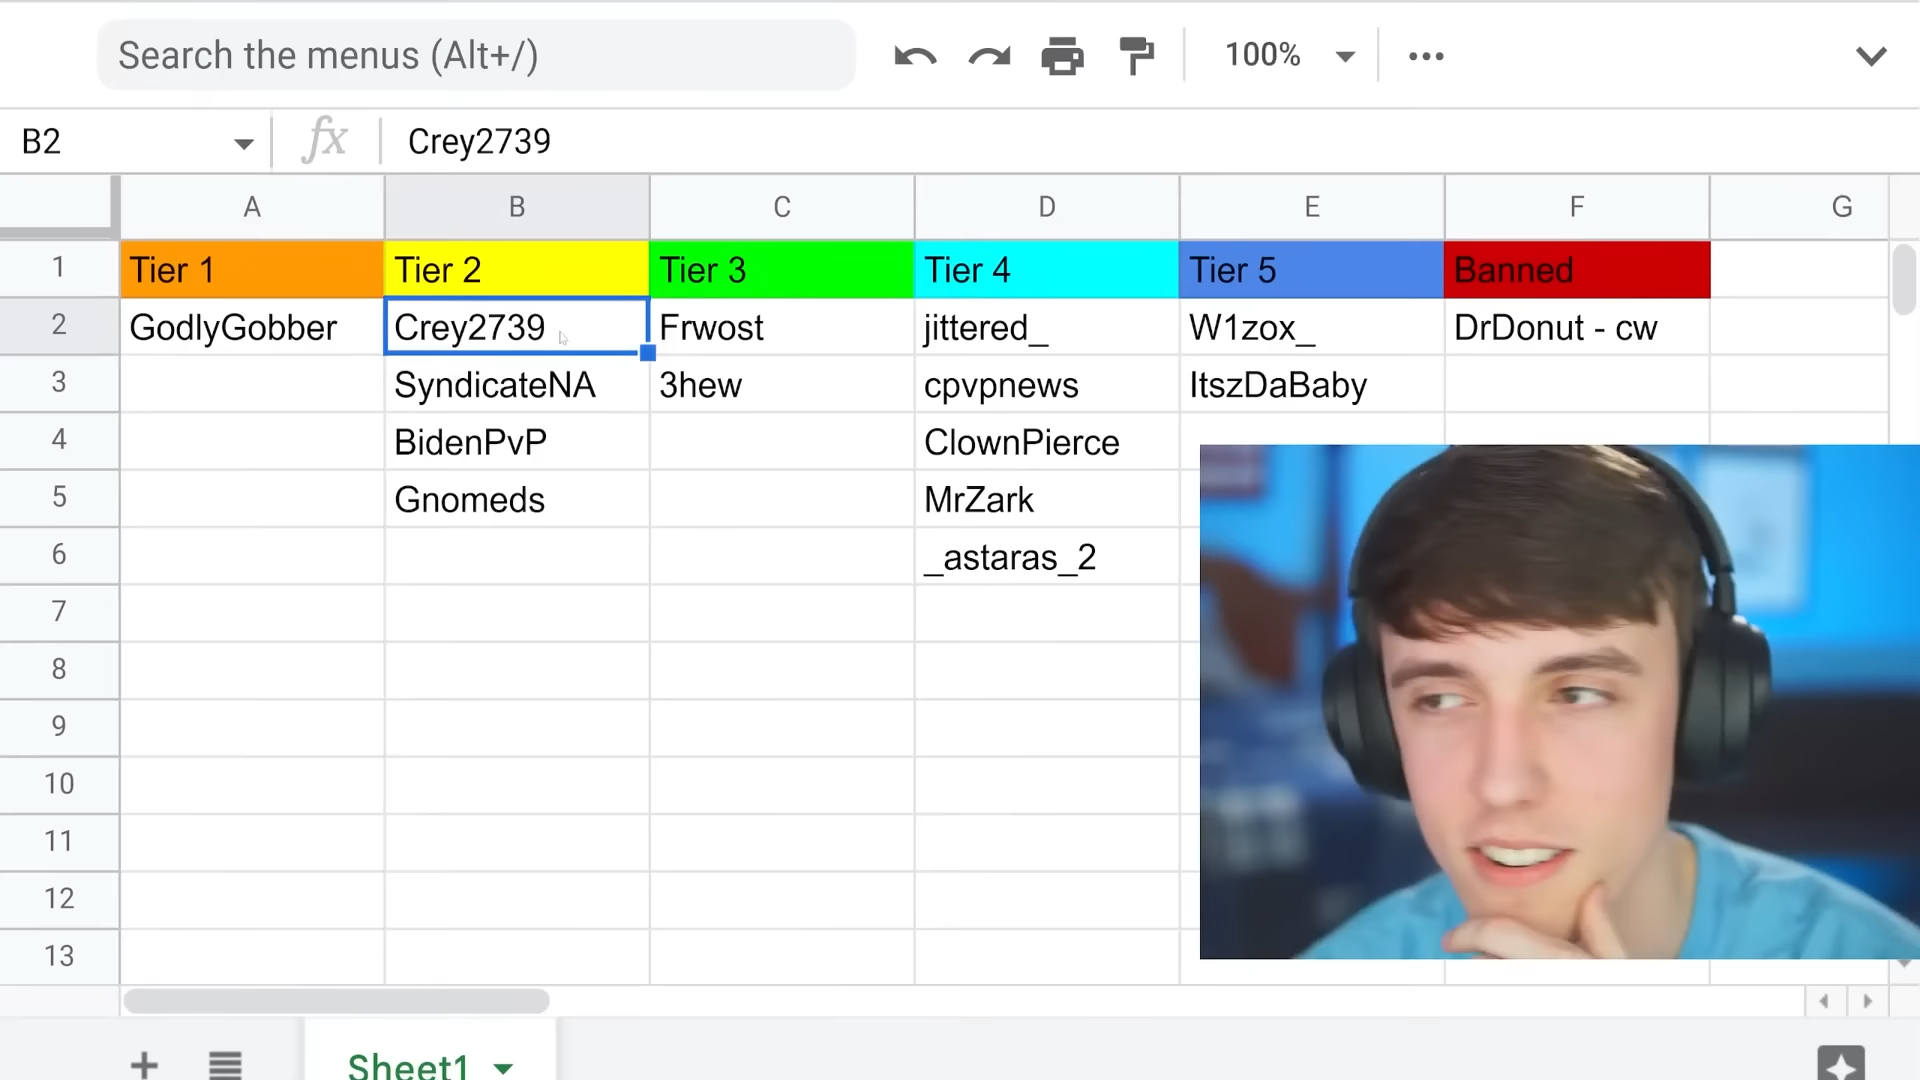 Search the menus (Alt+/)
100%
B2
fx
Crey2739
A B C D E F G
1 Tier 1 Tier 2 Tier 3 Tier 4 Tier 5 Banned
2 GodlyGobber Crey2739 Frwost jittered_ W1zox_ DrDonut - cw
3 SyndicateNA 3hew cpvpnews ItszDaBaby
4 BidenPvP ClownPierce
5 Gnomeds MrZark
6 _astaras_2
7
8
9
10
11
12
13
Sheet1